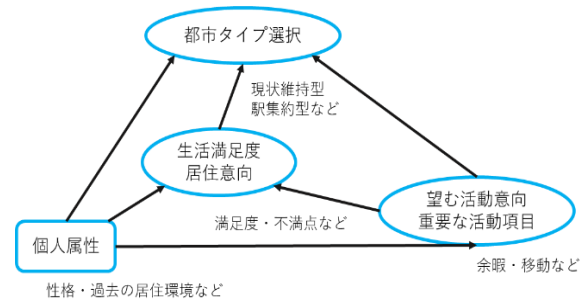 都市タイプ選択
現状維持型
駅集約型など
生活満足度
居住意向
望む活動意向
重要な活動項目
満足度・不満点など
個人属性
余暇・移動など
性格・過去の居住環境など